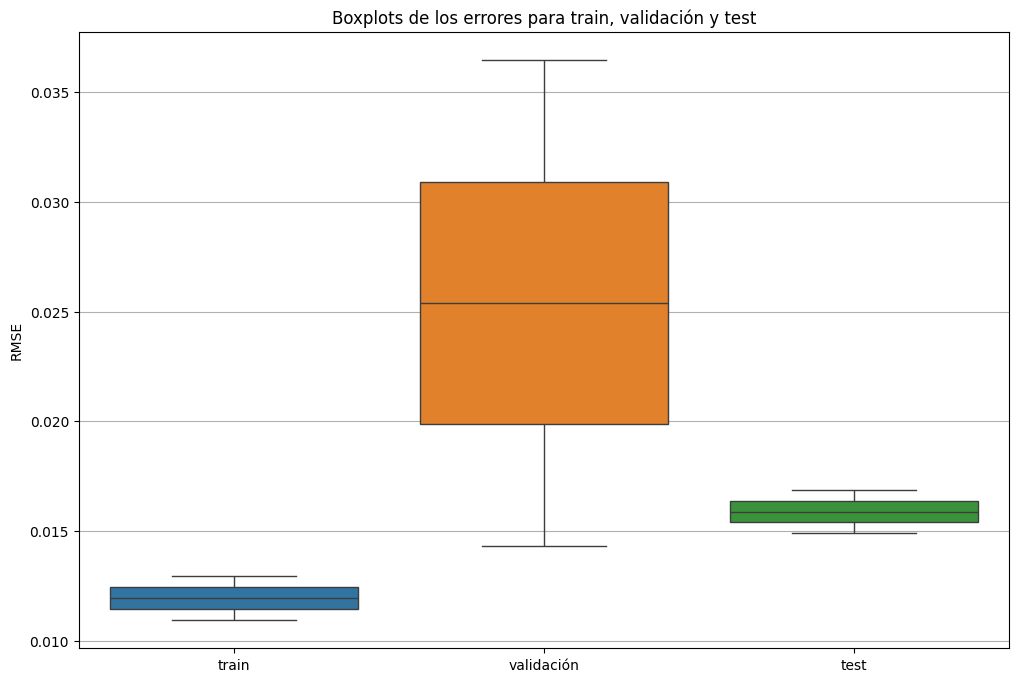 Boxplots de los errores para train, validación y test
RMSE
0.035
0.030
0.025
0.020
0.015
0.010
train
validación
test